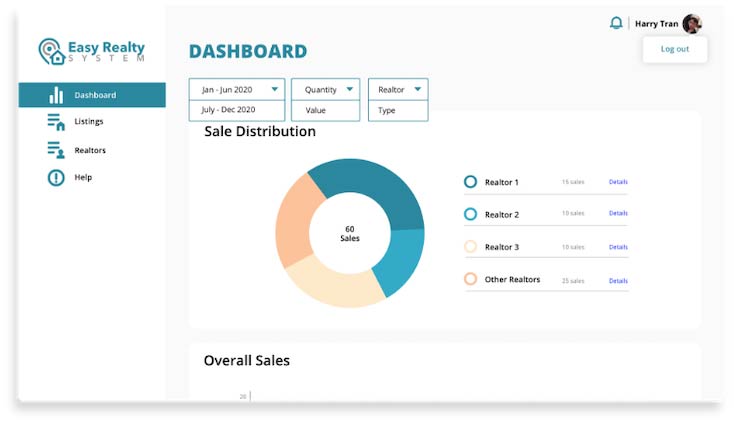 Harry Tran
Log out
Easy Realty
SYSTEM
DASHBOARD
Dashboard
Listings
Realtors
Help
Jan - Jun 2020
Quantity
Realtor
July - Dec 2020
Value
Type
Sale Distribution
60
Sales
Realtor 1 15 sales Details
Realtor 2 10 sales Details
Realtor 3 10 sales Details
Other Realtors 25 sales Details
Overall Sales
20